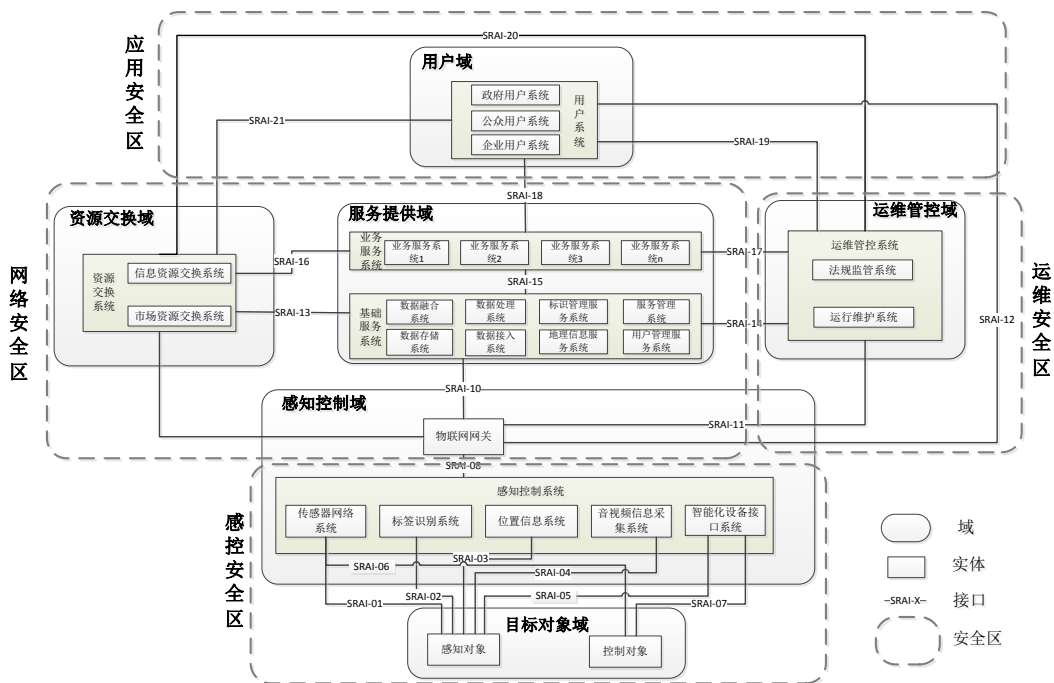 SRAI-20
应用安全区
用户域
政府用户系统
公众用户系统
企业用户系统
用户系统
SRAI-21
SRAI-19
SRAI-18
资源交换域
服务提供域
运维管控域
业务服务系统
业务服务系统1
业务服务系统2
业务服务系统3
业务服务系统n
资源交换系统
信息资源交换系统
市场资源交换系统
SRAI-16
SRAI-17
SRAI-15
运维管控系统
法规监管系统
运行维护系统
基础服务系统
数据融合系统
数据处理系统
标识管理服务系统
服务管理系统
数据存储系统
数据接入系统
地理信息服务系统
用户管理服务系统
SRAI-13
SRAI-14
SRAI-12
网络安全区
运维安全区
SRAI-10
感知控制域
物联网网关
SRAI-11
SRAI-08
感知控制系统
传感器网络系统
标签识别系统
位置信息系统
音视频信息采集系统
智能化设备接口系统
感控安全区
SRAI-03
SRAI-06
SRAI-04
SRAI-02
SRAI-05
SRAI-01
SRAI-07
目标对象域
感知对象
控制对象
域
实体
SRAI-X
接口
安全区